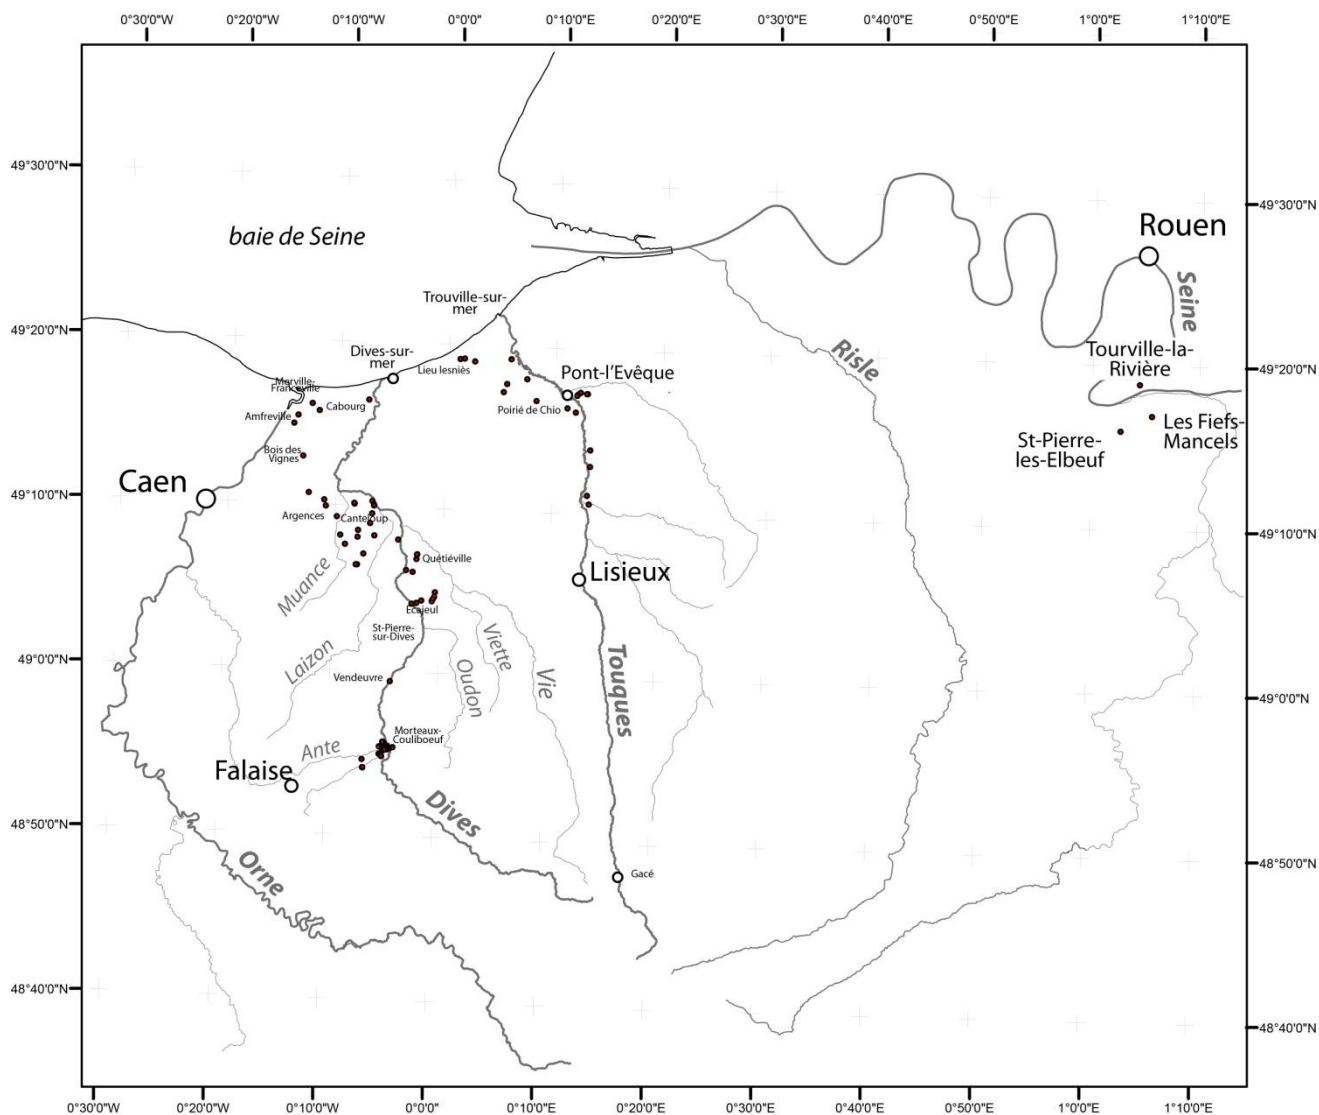 0°30'0"W
0°20'0"W
0°10'0"W
0°0'0"
0°10'0"E
0°20'0"E
0°30'0"E
0°40'0"E
0°50'0"E
1°0'0"E
1°10'0"E
49°30'0"N
49°30'0"N
baie de Seine
Rouen
Seine
Trouville-sur-
mer
49°20'0"N
Dives-sur-
mer
Lieu lesniès
Pont-l'Evêque
Risle
Tourville-la-
Rivière
49°20'0"N
Merville-
Franceville
Cabourg
Amfreville
Poirié de Chio
St-Pierre-
les-Elbeuf
Les Fiefs-
Mancels
Bois des
Vignes
Caen
49°10'0"N
Argences
Canteloup
49°10'0"N
Quétiéville
Lisieux
Muance
Ecajeul
St-Pierre-
sur-Dives
Laizon
Viette
Vie
Oudon
Touques
49°0'0"N
49°0'0"N
Vendeuvre
Morteaux-
Couliboeuf
Ante
Falaise
Dives
48°50'0"N
48°50'0"N
Orne
Gacé
48°40'0"N
48°40'0"N
0°30'0"W
0°20'0"W
0°10'0"W
0°0'0"
0°10'0"E
0°20'0"E
0°30'0"E
0°40'0"E
0°50'0"E
1°0'0"E
1°10'0"E